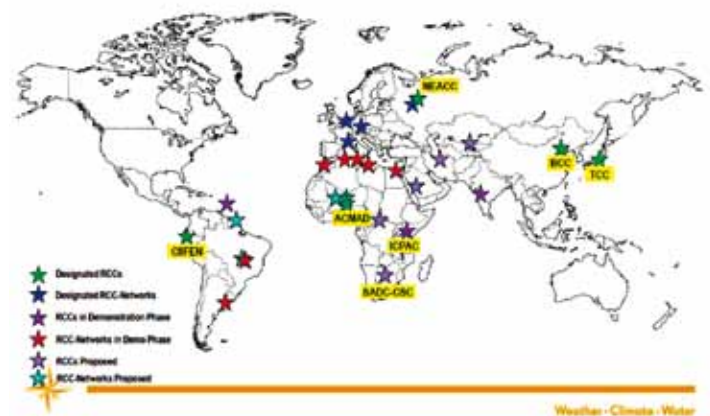 NEACC
BCC
TCC
ACMAD
ICPAC
CIIFEN
SADC-CSC
Designated RCCs
Designated RCC-Networks
RCCs in Demonstration Phase
RCC-Networks in Demo Phase
RCCs Proposed
RCC-Networks Proposed
Weather - Climate - Water